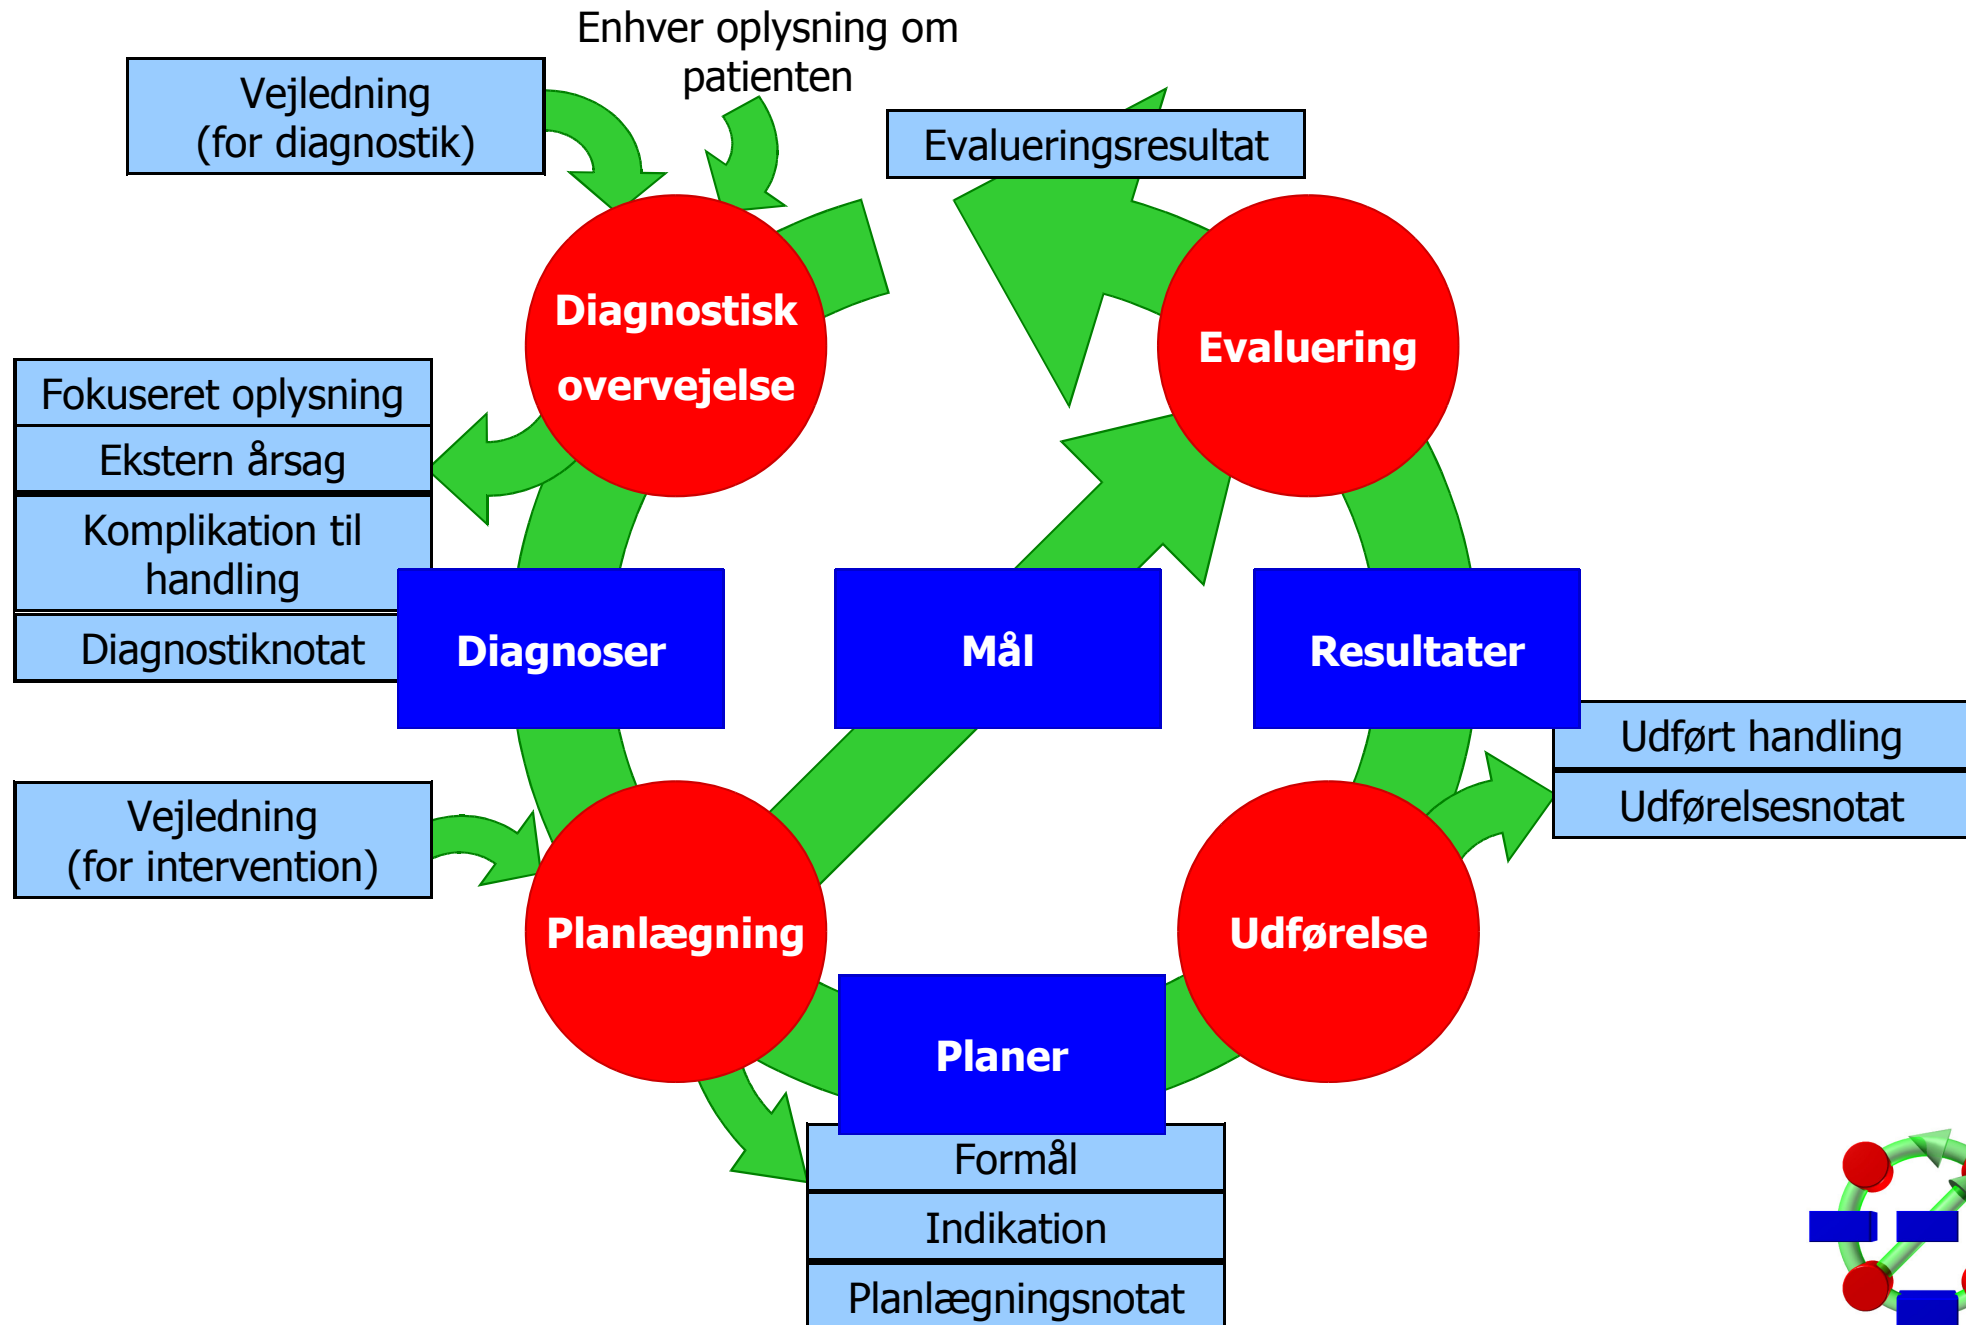 Enhver oplysning om
patienten
Vejledning
(for diagnostik)
Evalueringsresultat
Diagnostisk
overvejelse
Evaluering
Fokuseret oplysning
Ekstern årsag
Komplikation til
handling
Diagnostiknotat
Diagnoser
Mål
Resultater
Udført handling
Udførelsesnotat
Vejledning
(for intervention)
Planlægning
Udførelse
Planer
Formål
Indikation
Planlægningsnotat